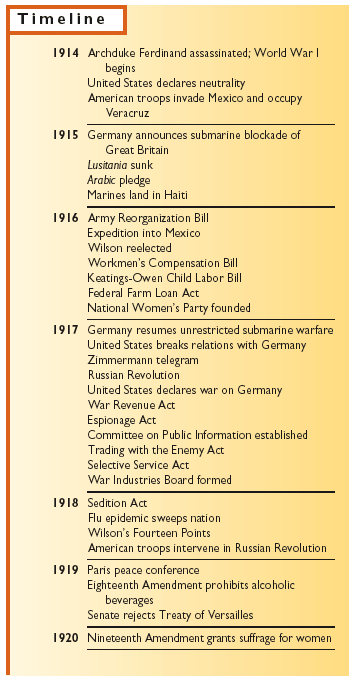 Timeline
1914 Archduke Ferdinand assassinated; World War I
begins
United States declares neutrality
American troops invade Mexico and occupy
Veracruz
1915 Germany announces submarine blockade of
Great Britain
Lusitania sunk
Arabic pledge
Marines land in Haiti
1916 Army Reorganization Bill
Expedition into Mexico
Wilson reelected
Workmen's Compensation Bill
Keatings-Owen Child Labor Bill
Federal Farm Loan Act
National Women's Party founded
1917 Germany resumes unrestricted submarine warfare
United States breaks relations with Germany
Zimmermann telegram
Russian Revolution
United States declares war on Germany
War Revenue Act
Espionage Act
Committee on Public Information established
Trading with the Enemy Act
Selective Service Act
War Industries Board formed
1918 Sedition Act
Flu epidemic sweeps nation
Wilson's Fourteen Points
American troops intervene in Russian Revolution
1919 Paris peace conference
Eighteenth Amendment prohibits alcoholic
beverages
Senate rejects Treaty of Versailles
1920 Nineteenth Amendment grants suffrage for women